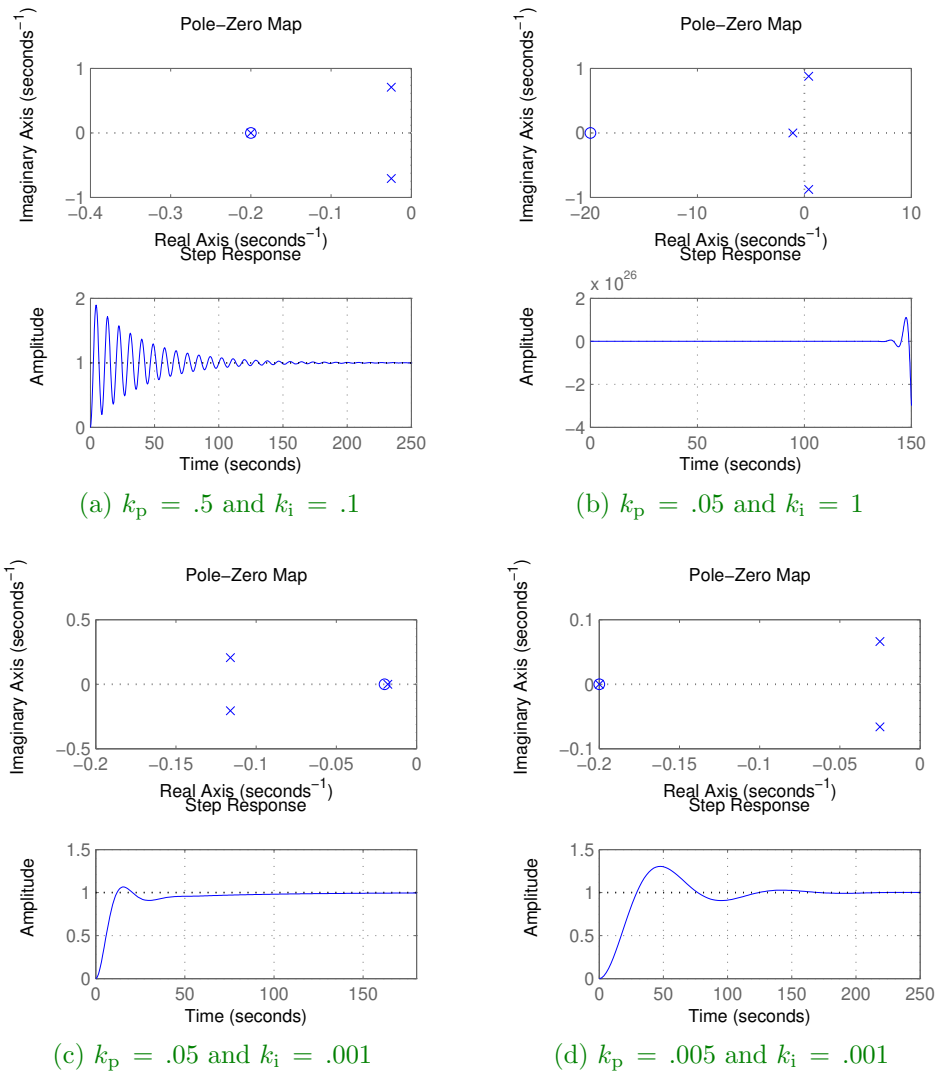 Pole−Zero Map
Imaginary Axis (seconds⁻¹)
1
0
−1
−0.4 −0.3 −0.2 −0.1 0
Real Axis (seconds⁻¹)
Step Response
Amplitude
2
1
0
0 50 100 150 200 250
Time (seconds)
(a) kp = .5 and ki = .1
Pole−Zero Map
Imaginary Axis (seconds⁻¹)
1
0
−1
−20 −10 0 10
Real Axis (seconds⁻¹)
Step Response
x 10²⁶
Amplitude
2
0
−2
−4
0 50 100 150
Time (seconds)
(b) kp = .05 and ki = 1
Pole−Zero Map
Imaginary Axis (seconds⁻¹)
0.5
0
−0.5
−0.2 −0.15 −0.1 −0.05 0
Real Axis (seconds⁻¹)
Step Response
Amplitude
1.5
1
0.5
0
0 50 100 150
Time (seconds)
(c) kp = .05 and ki = .001
Pole−Zero Map
Imaginary Axis (seconds⁻¹)
0.1
0
−0.1
−0.2 −0.15 −0.1 −0.05 0
Real Axis (seconds⁻¹)
Step Response
Amplitude
1.5
1
0.5
0
0 50 100 150 200 250
Time (seconds)
(d) kp = .005 and ki = .001